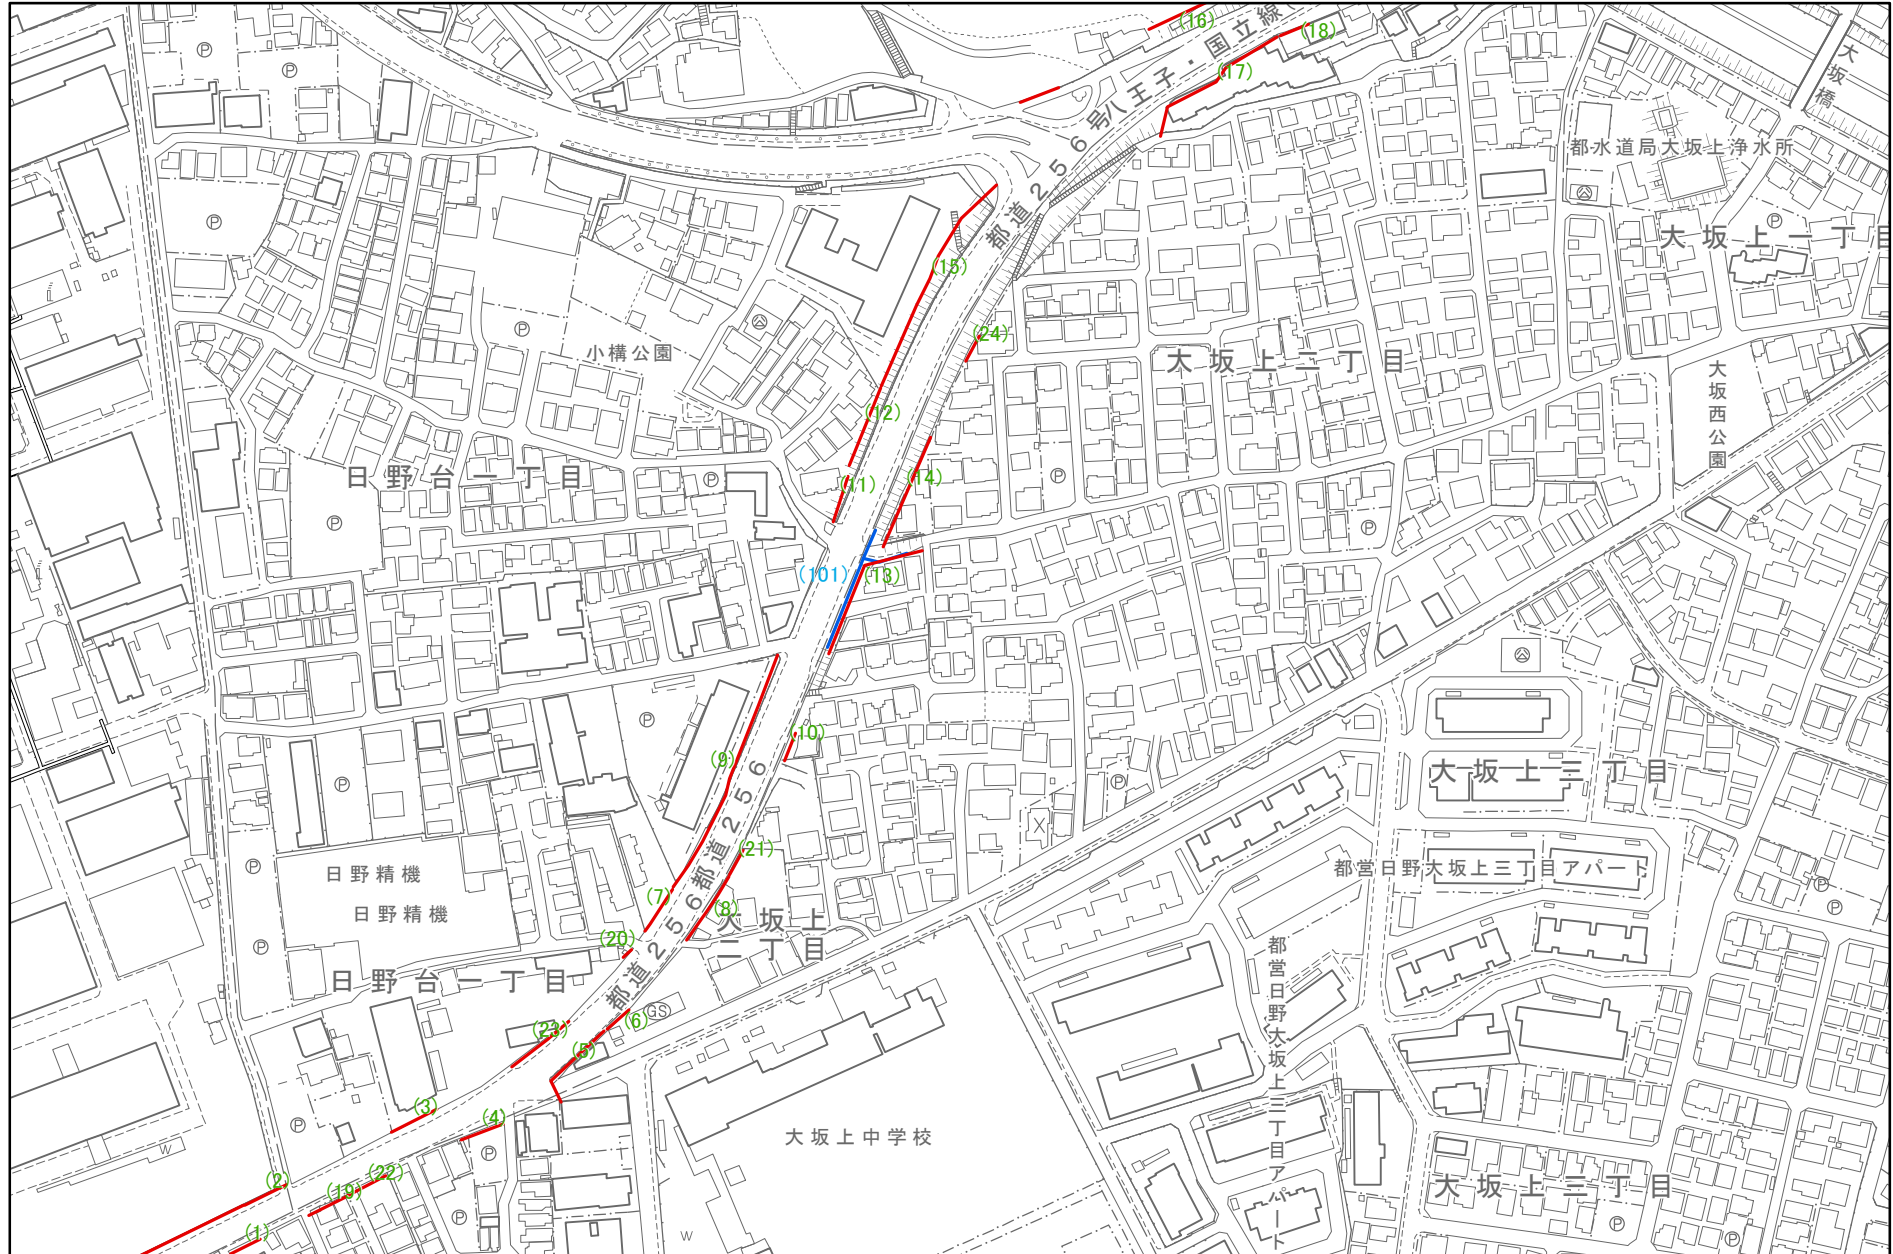 (16)
(18)
(17)
都道256号八王子・国立線
大坂橋
都水道局大坂上浄水所
Ⓟ
Ⓟ
Ⓟ
Ⓟ
大坂上一丁目
(15)
(24)
小構公園
Ⓟ
大坂上二丁目
大坂西公園
(12)
日野台一丁目
(11)
(14)
Ⓟ
Ⓟ
Ⓟ
Ⓟ
(101)
(13)
Ⓟ
(10)
(9)
都道256
大坂上三丁目
Ⓟ
Ⓟ
(21)
日野精機
都営日野大坂上三丁目アパート
Ⓟ
Ⓟ
(7)
(8)
日野精機
Ⓟ
大坂上
二丁目
(20)
都道256
Ⓟ
日野台一丁目
都営日野大坂上三丁目アパート
(6)
GS
(23)
(5)
(3)
(4)
Ⓟ
大坂上中学校
W
Ⓟ
(2)
(22)
(19)
大坂上三丁目
Ⓟ
Ⓟ
(1)
W
Ⓟ